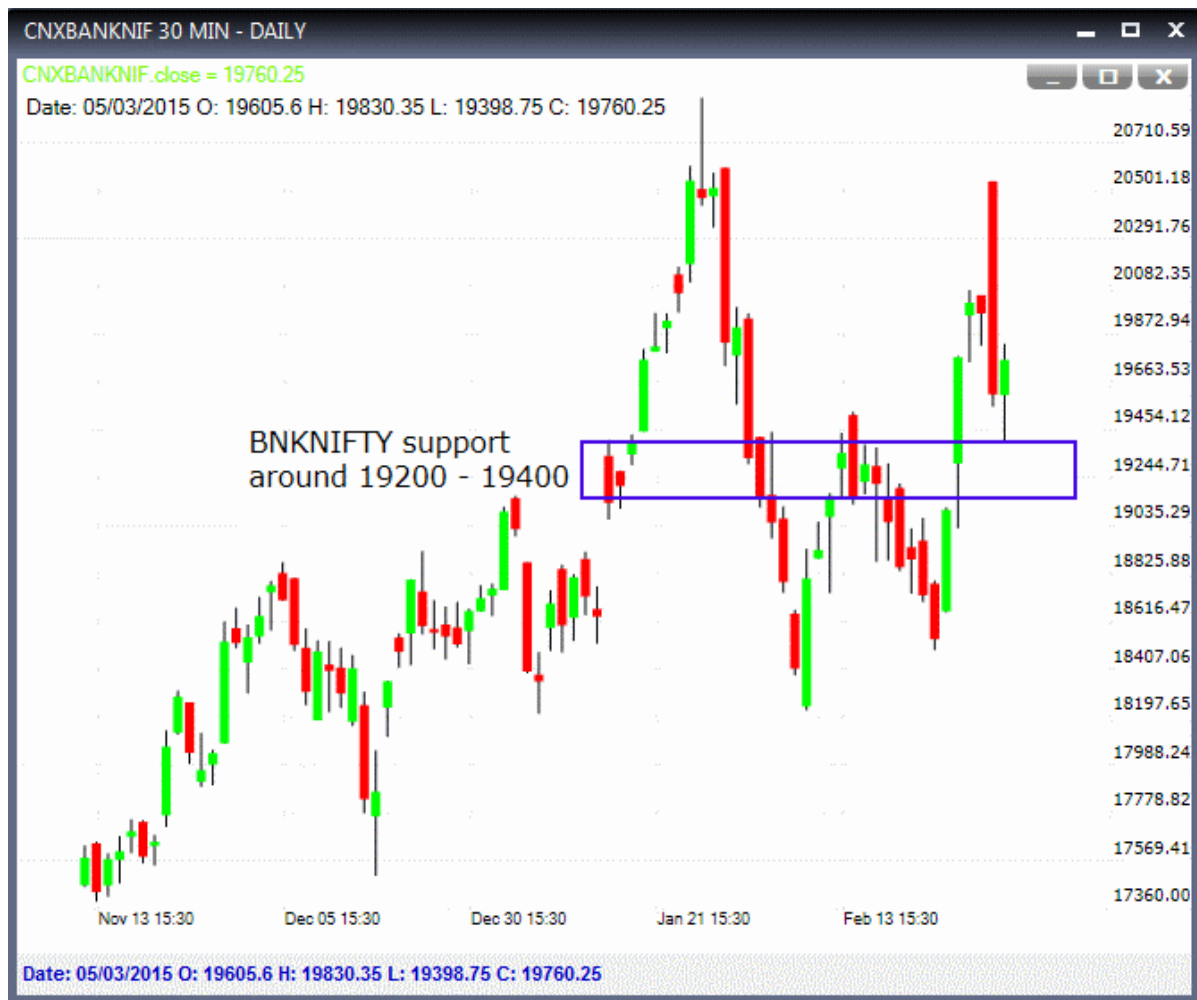 CNXBANKNIF 30 MIN - DAILY
CNXBANKNIF.close = 19760.25
Date: 05/03/2015 O: 19605.6 H: 19830.35 L: 19398.75 C: 19760.25
20710.59
20501.18
20291.76
20082.35
19872.94
19663.53
19454.12
BNKNIFTY support
around 19200 - 19400
19244.71
19035.29
18825.88
18616.47
18407.06
18197.65
17988.24
17778.82
17569.41
17360.00
Nov 13 15:30 Dec 05 15:30 Dec 30 15:30 Jan 21 15:30 Feb 13 15:30
Date: 05/03/2015 O: 19605.6 H: 19830.35 L: 19398.75 C: 19760.25